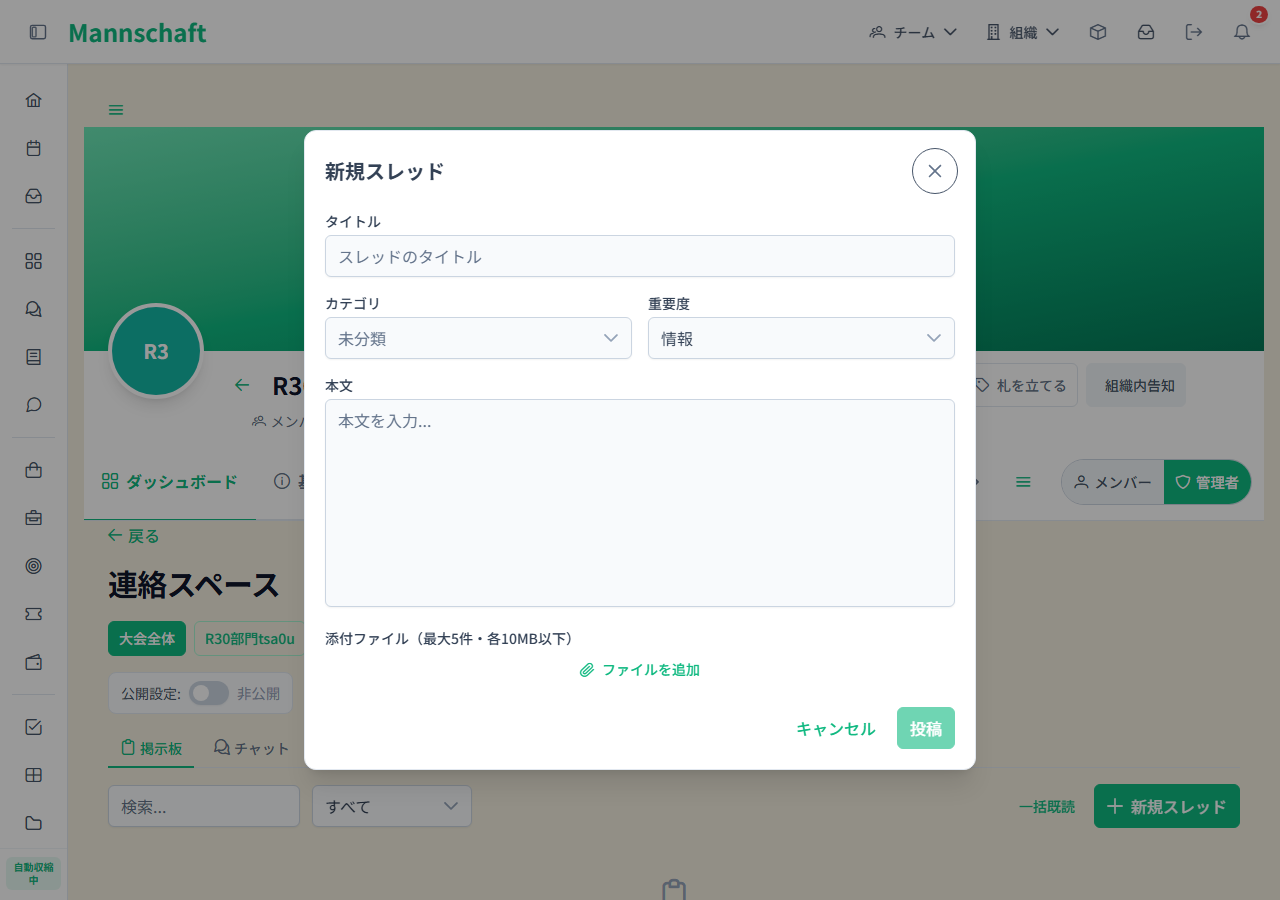 Mannschaft
チーム
組織
2
新規スレッド
タイトル
スレッドのタイトル
カテゴリ
重要度
未分類
情報
本文
本文を入力...
添付ファイル（最大5件・各10MB以下）
ファイルを追加
キャンセル
投稿
R3
R3
メンバ
札を立てる
組織内告知
ダッシュボード
メンバー
管理者
戻る
連絡スペース
大会全体
R30部門tsa0u
公開設定:
非公開
掲示板
チャット
検索...
すべて
一括既読
新規スレッド
自動収縮
中